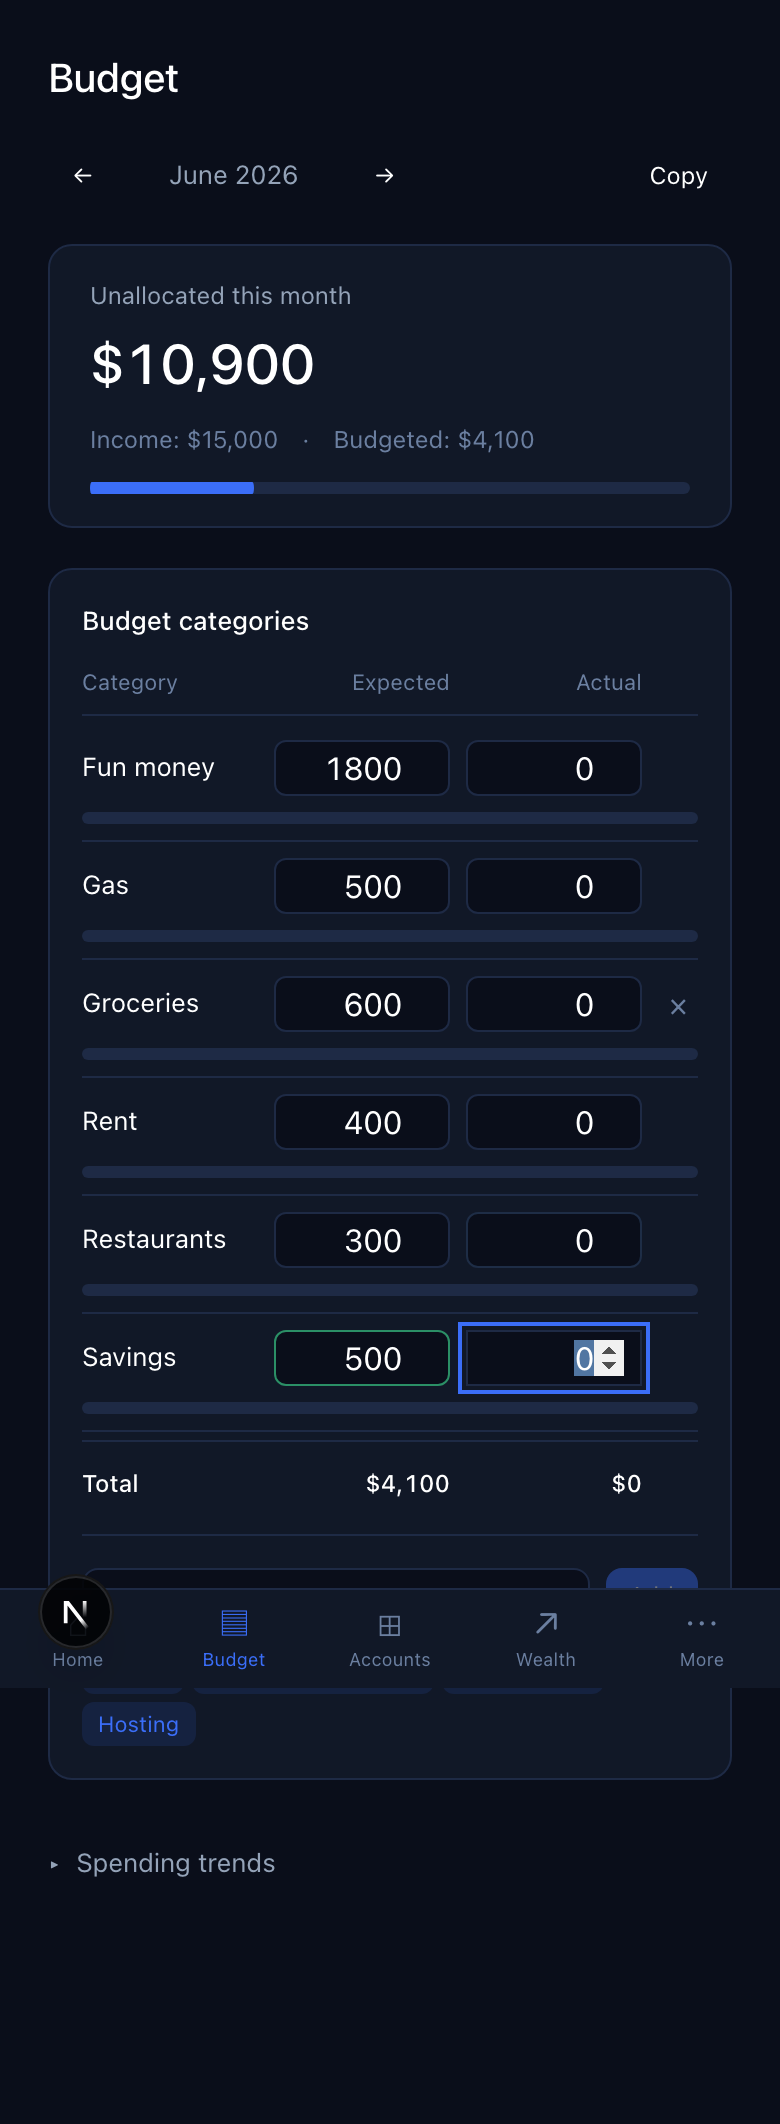 Budget
← June 2026 → Copy
Unallocated this month
$10,900
Income: $15,000 · Budgeted: $4,100
Budget categories
Category Expected Actual
Fun money 1800 0
Gas 500 0
Groceries 600 0 ×
Rent 400 0
Restaurants 300 0
Savings 500 0
Total $4,100 $0
N
Home Budget Accounts Wealth More
Hosting
▸ Spending trends